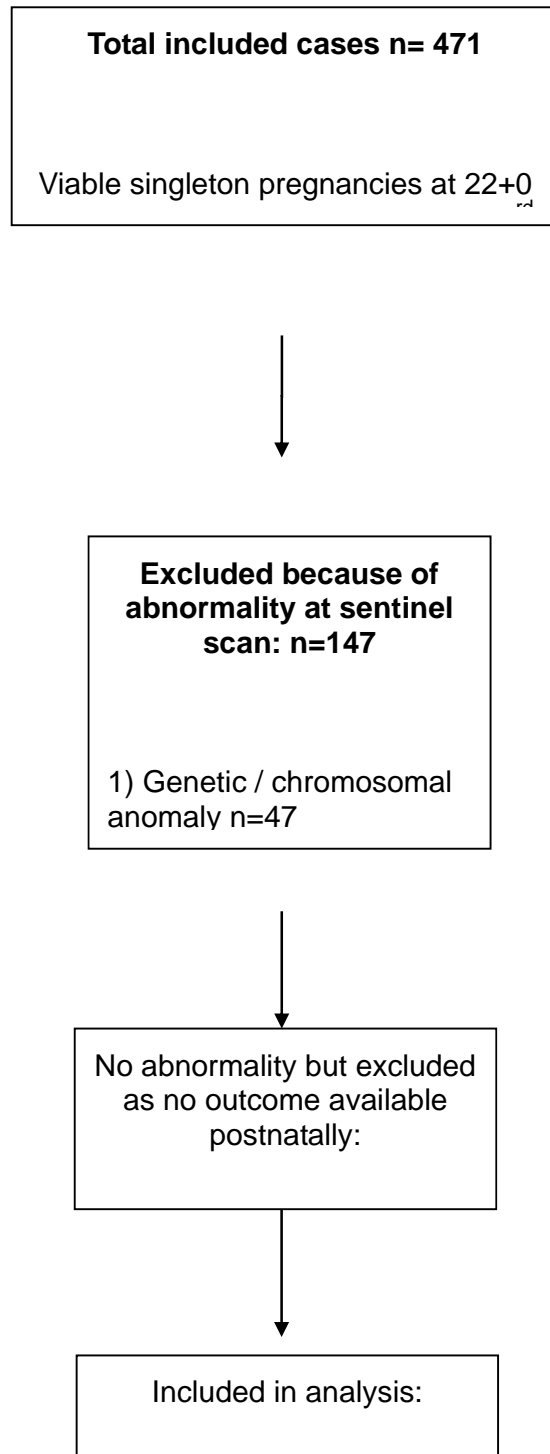 Total included cases n= 471
Viable singleton pregnancies at 22+0
rd
Excluded because of
abnormality at sentinel
scan: n=147
1) Genetic / chromosomal
anomaly n=47
No abnormality but excluded
as no outcome available
postnatally:
Included in analysis: